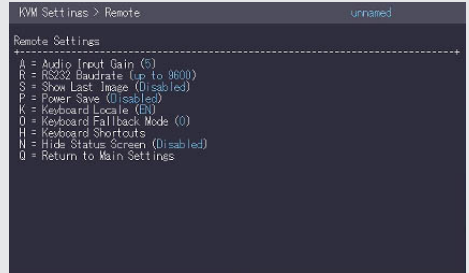 KVM Settings > Remote unnamed
Remote Settings
A = Audio Input Gain (5)
R = RS232 Baudrate (up to 9600)
S = Show Last Image (Disabled)
P = Power Save (Disabled)
K = Keyboard Locale (EN)
O = Keyboard Fallback Mode (0)
H = Keyboard Shortcuts
N = Hide Status Screen (Disabled)
Q = Return to Main Settings